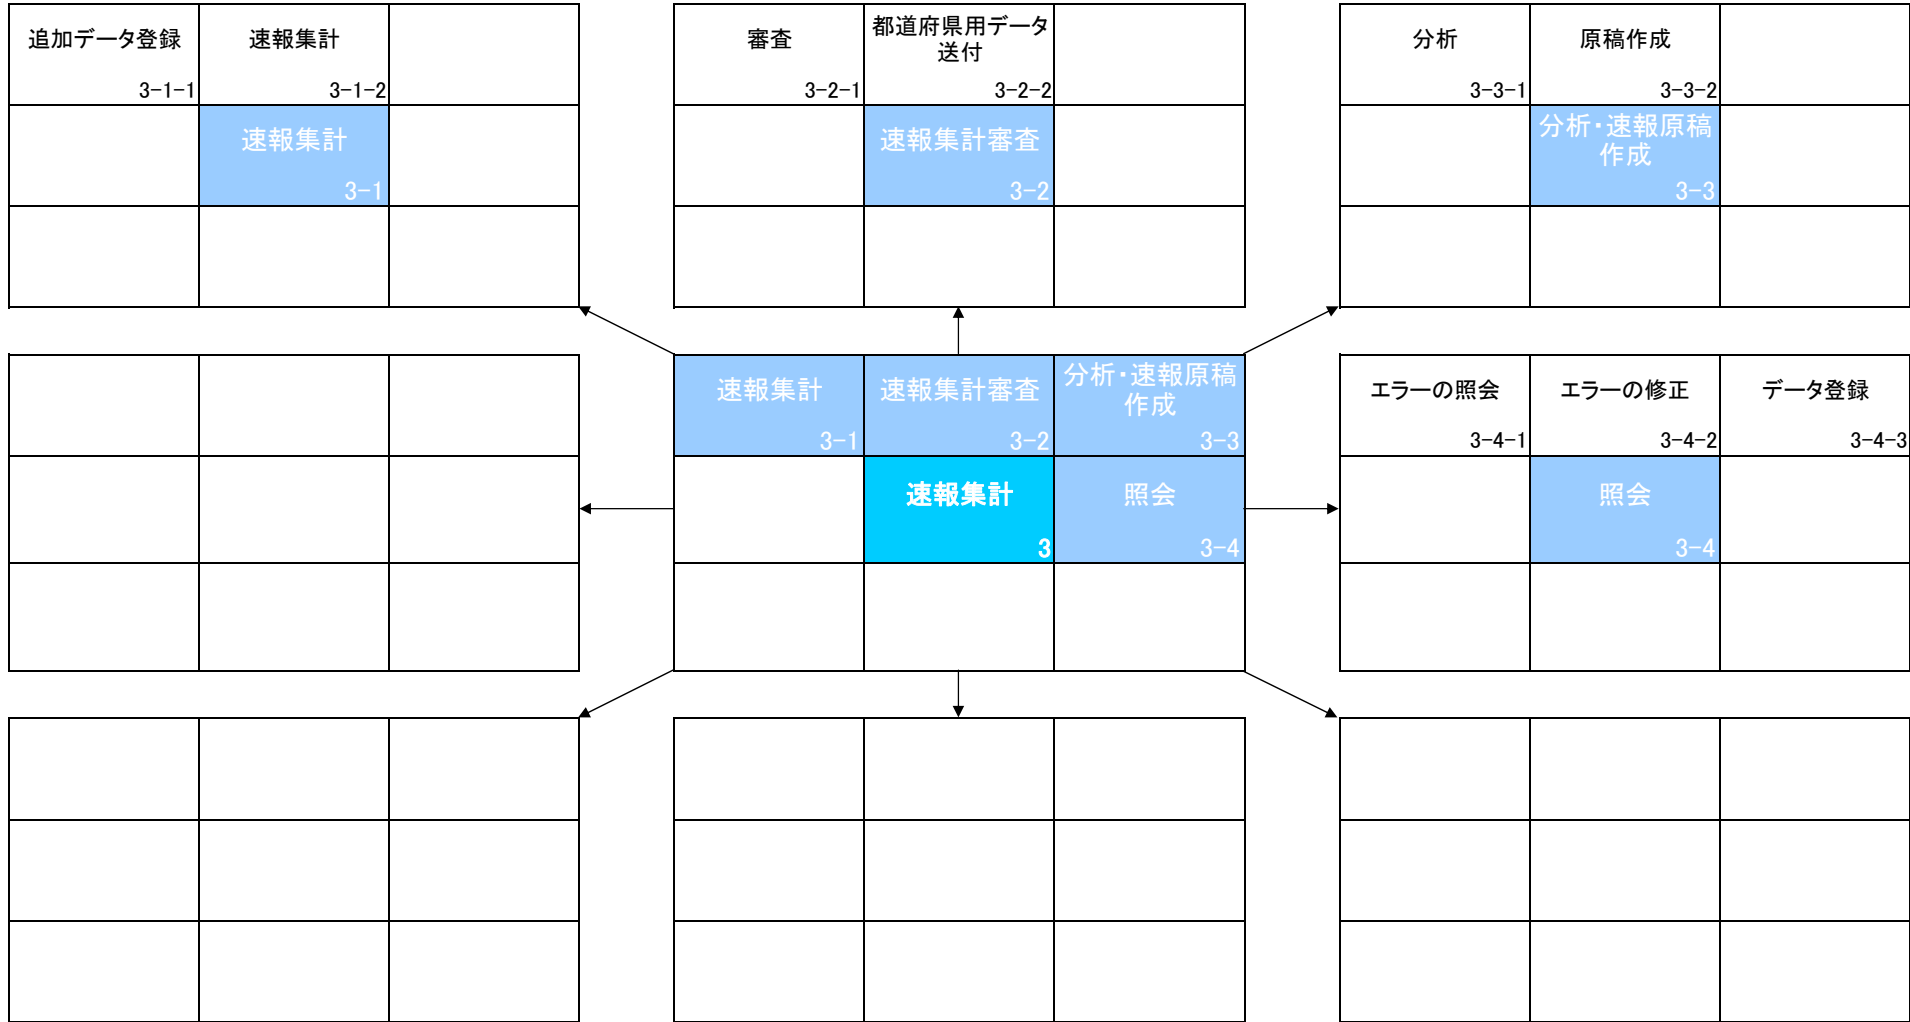 追加データ登録
3-1-1
速報集計
3-1-2
速報集計
3-1
審査
3-2-1
都道府県用データ
送付
3-2-2
速報集計審査
3-2
分析
3-3-1
原稿作成
3-3-2
分析・速報原稿
作成
3-3
速報集計
3-1
速報集計審査
3-2
分析・速報原稿
作成
3-3
速報集計
3
照会
3-4
エラーの照会
3-4-1
エラーの修正
3-4-2
データ登録
3-4-3
照会
3-4